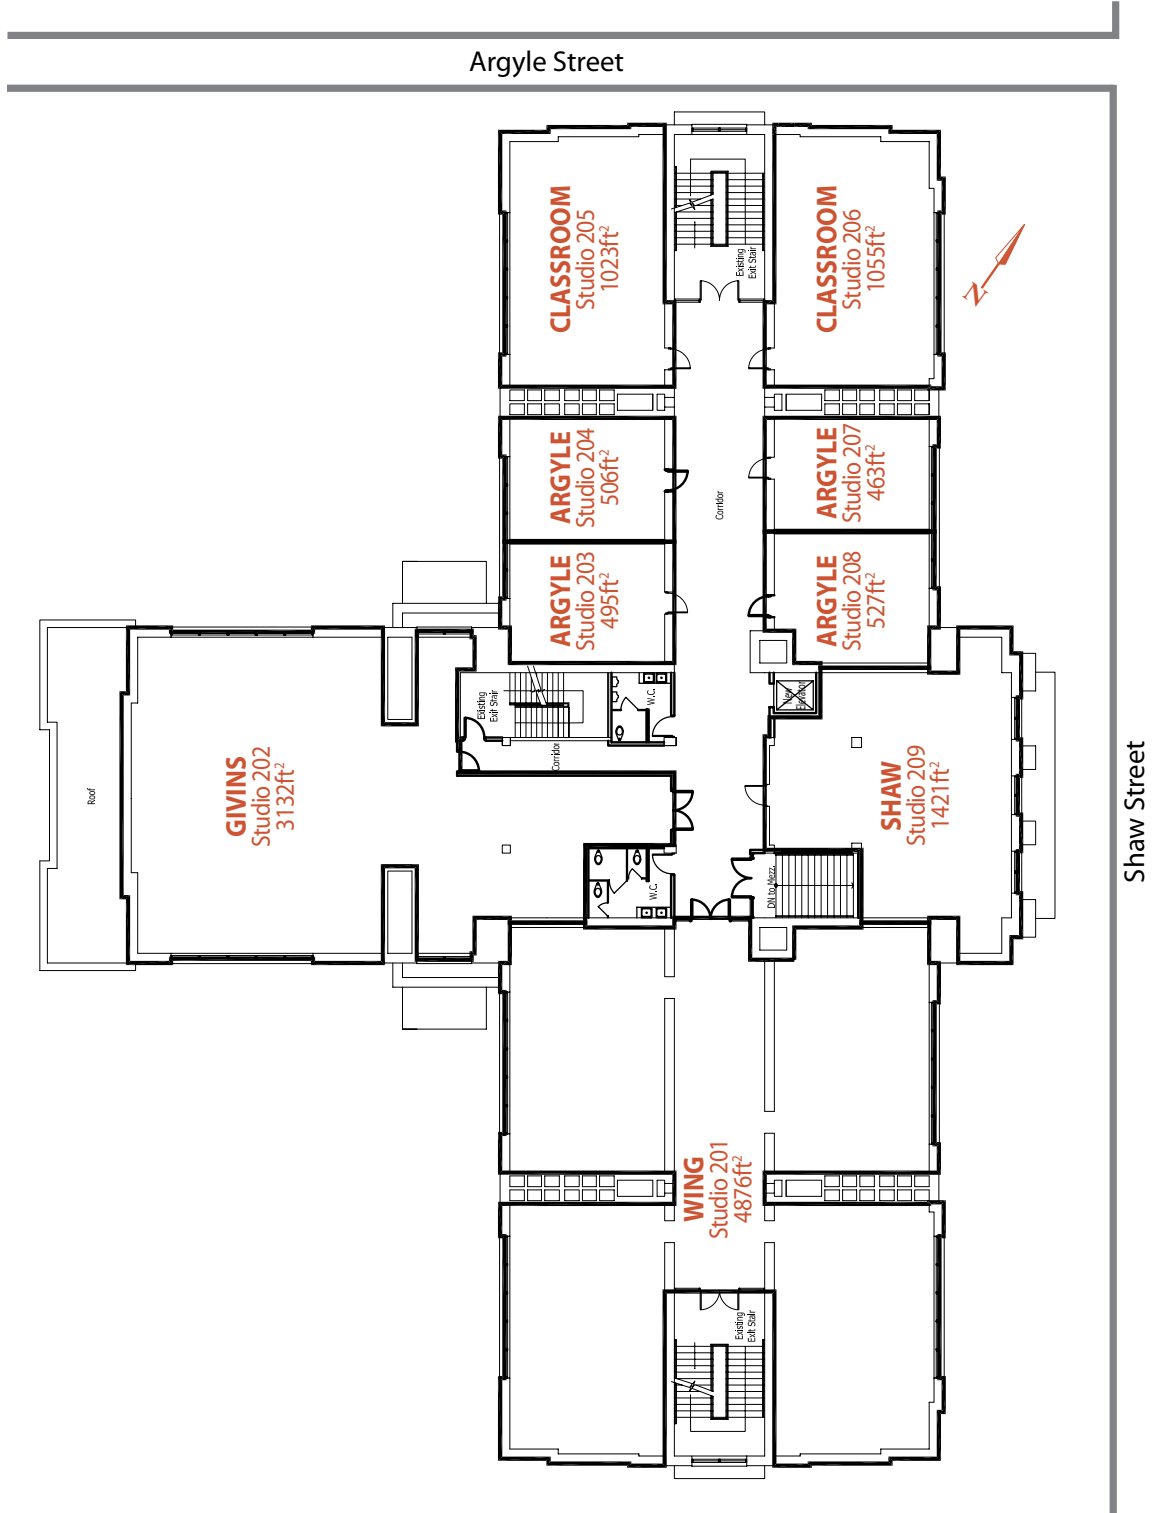 Argyle Street
CLASSROOM
Studio 205
1023ft²
Existing
Exit Stair
CLASSROOM
Studio 206
1055ft²
N
ARGYLE
Studio 204
506ft²
Corridor
ARGYLE
Studio 207
463ft²
ARGYLE
Studio 203
495ft²
ARGYLE
Studio 208
527ft²
Existing
Exit Stair
W.C.
New
Elevator
Corridor
Roof
GIVINS
Studio 202
3132ft²
SHAW
Studio 209
1421ft²
Shaw Street
W.C.
DN to Mezz.
WING
Studio 201
4876ft²
Existing
Exit Stair